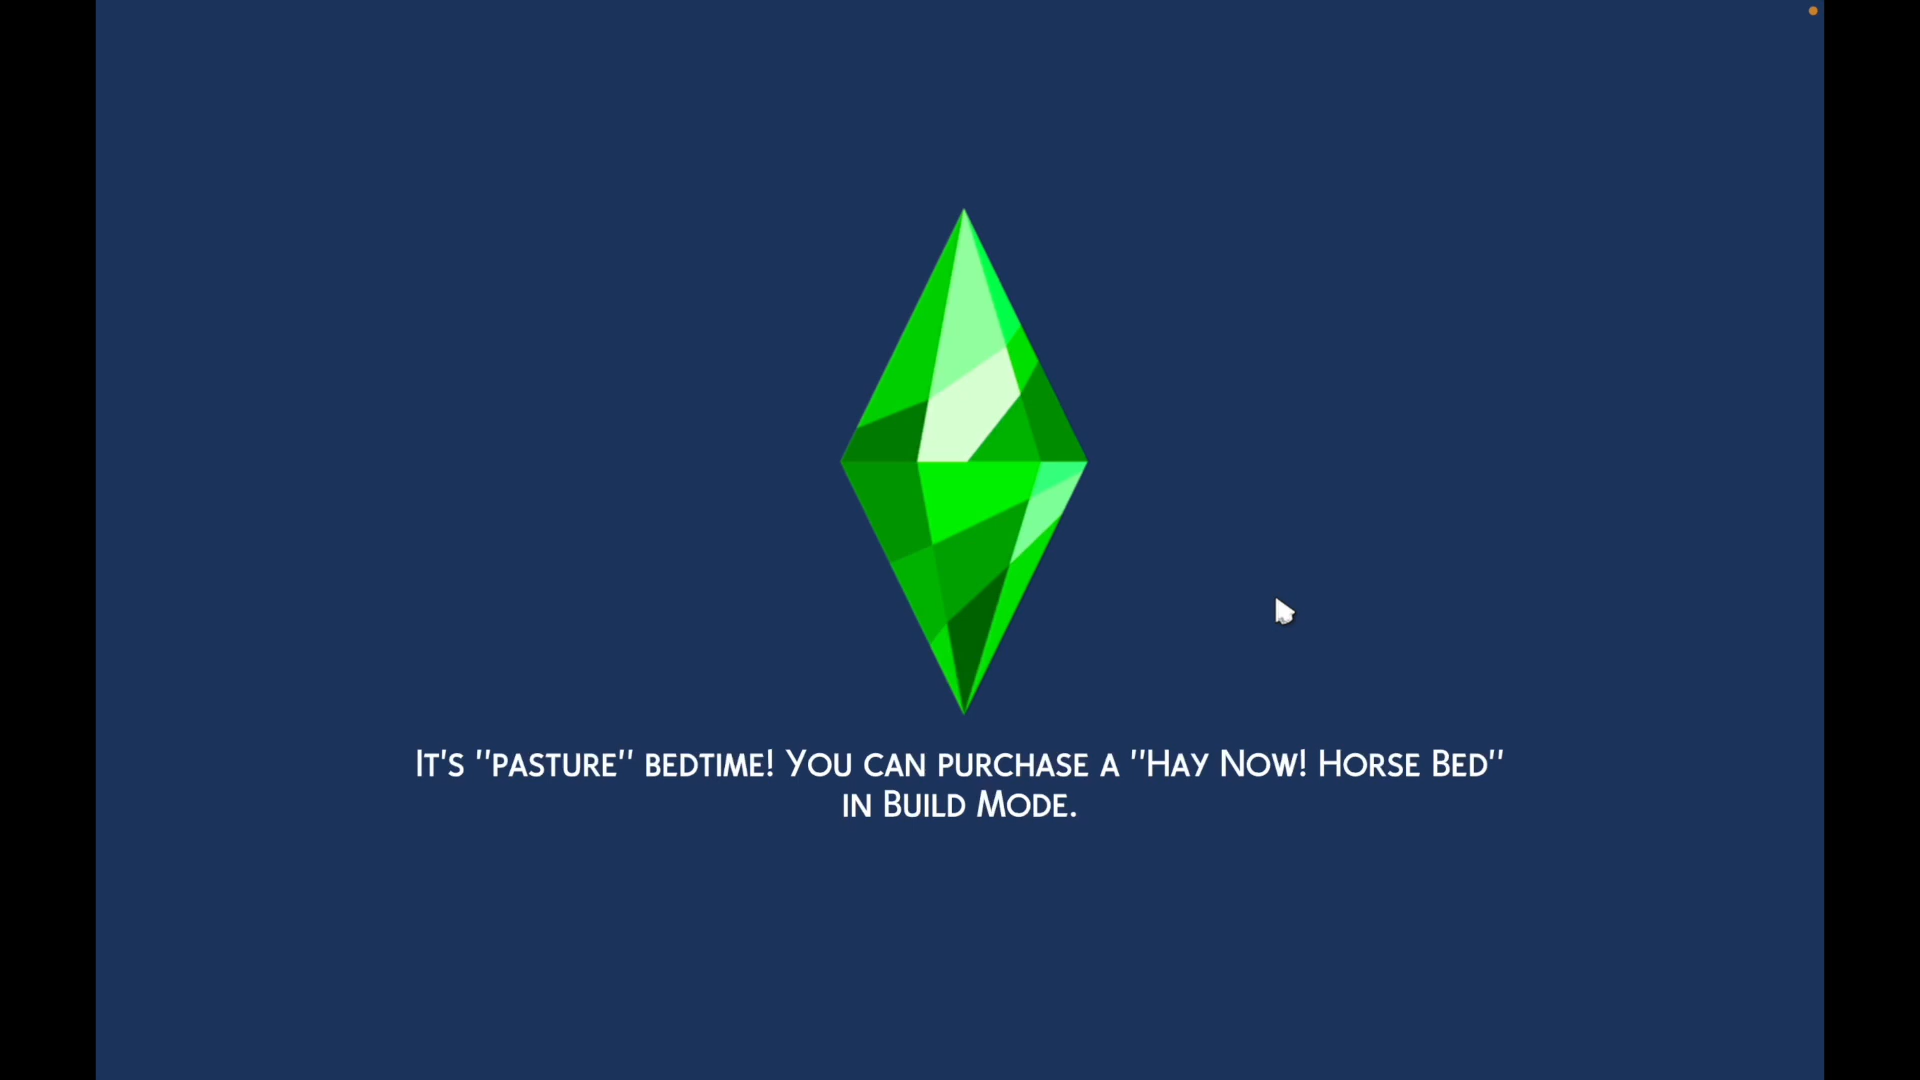 It's "pasture" bedtime! You can purchase a "Hay Now! Horse Bed"
in Build Mode.